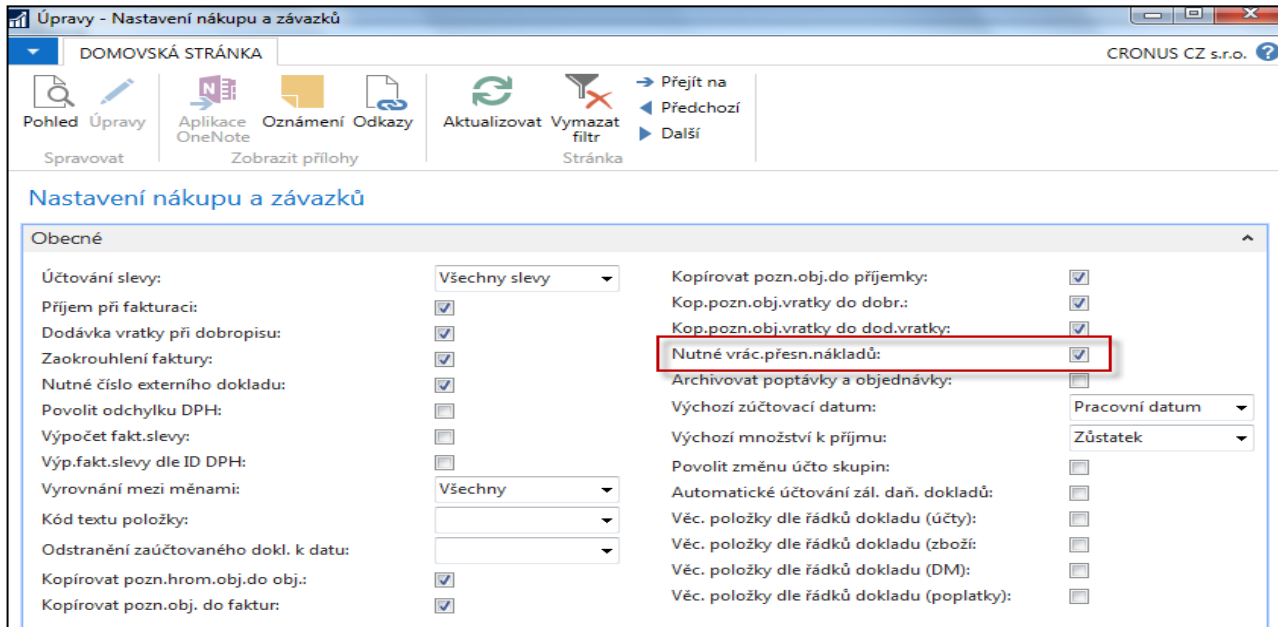 Úpravy - Nastavení nákupu a závazků
DOMOVSKÁ STRÁNKA
CRONUS CZ s.r.o.
Pohled
Úpravy
Aplikace OneNote
Oznámení
Odkazy
Aktualizovat
Vymazat filtr
Přejít na
Předchozí
Další
Spravovat
Zobrazit přílohy
Stránka
Nastavení nákupu a závazků
Obecné
Účtování slevy: Všechny slevy
Příjem při fakturaci:
Dodávka vratky při dobropisu:
Zaokrouhlení faktury:
Nutné číslo externího dokladu:
Povolit odchylku DPH:
Výpočet fakt.slevy:
Výp.fakt.slevy dle ID DPH:
Vyrovnání mezi měnami: Všechny
Kód textu položky:
Odstranění zaúčtovaného dokl. k datu:
Kopírovat pozn.hrom.obj.do obj.:
Kopírovat pozn.obj. do faktur:
Kopírovat pozn.obj.do příjemky:
Kop.pozn.obj.vratky do dobr.:
Kop.pozn.obj.vratky do dod.vratky:
Nutné vrác.přesn.nákladů:
Archivovat poptávky a objednávky:
Výchozí zúčtovací datum: Pracovní datum
Výchozí množství k příjmu: Zůstatek
Povolit změnu účto skupin:
Automatické účtování zál. daň. dokladů:
Věc. položky dle řádků dokladu (účty):
Věc. položky dle řádků dokladu (zboží:
Věc. položky dle řádků dokladu (DM):
Věc. položky dle řádků dokladu (poplatky):